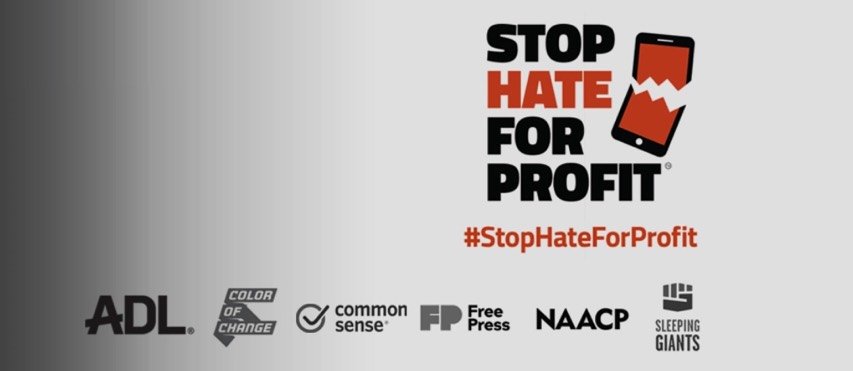 STOP
HATE
FOR
PROFIT
#StopHateForProfit
ADL®
COLOR
OF
CHANGE
common
sense®
FP Free
Press
NAACP
SLEEPING
GIANTS